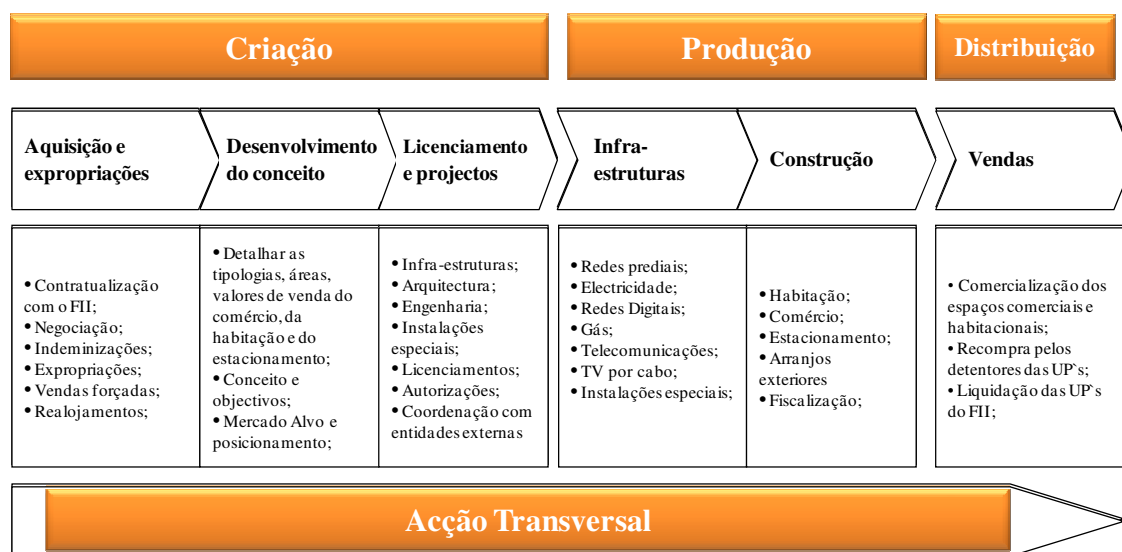 Criação
Produção
Distribuição
Aquisição e
expropriações
Desenvolvimento
do conceito
Licenciamento
e projectos
Infra-
estruturas
Construção
Vendas
• Contratualização
com o FII;
• Negociação;
• Indeminizações;
• Expropriações;
• Vendas forçadas;
• Realojamentos;
• Detalhar as
tipologias, áreas,
valores de venda do
comércio, da
habitação e do
estacionamento;
• Conceito e
objectivos;
• Mercado Alvo e
posicionamento;
• Infra-estruturas;
• Arquitectura;
• Engenharia;
• Instalações
especiais;
• Licenciamentos;
• Autorizações;
• Coordenação com
entidades externas
• Redes prediais;
• Electricidade;
• Redes Digitais;
• Gás;
• Telecomunicações;
• TV por cabo;
• Instalações especiais;
• Habitação;
• Comércio;
• Estacionamento;
• Arranjos
exteriores
• Fiscalização;
• Comercialização dos
espaços comerciais e
habitacionais;
• Recompra pelos
detentores das UP`s;
• Liquidação das UP`s
do FII;
Acção Transversal